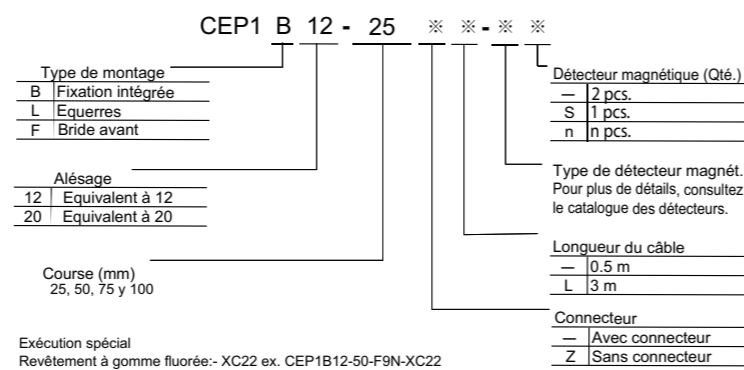 CEP1 B 12 - 25 ※ ※ - ※ ※
Type de montage
B Fixation intégrée
L Equerres
F Bride avant
Alésage
12 Equivalent à 12
20 Equivalent à 20
Course (mm)
25, 50, 75 y 100
Exécution spécial
Revêtement à gomme fluorée:- XC22 ex. CEP1B12-50-F9N-XC22
Détecteur magnétique (Qté.)
— 2 pcs.
S 1 pcs.
n n pcs.
Type de détecteur magnét.
Pour plus de détails, consultez
le catalogue des détecteurs.
Longueur du câble
— 0.5 m
L 3 m
Connecteur
— Avec connecteur
Z Sans connecteur